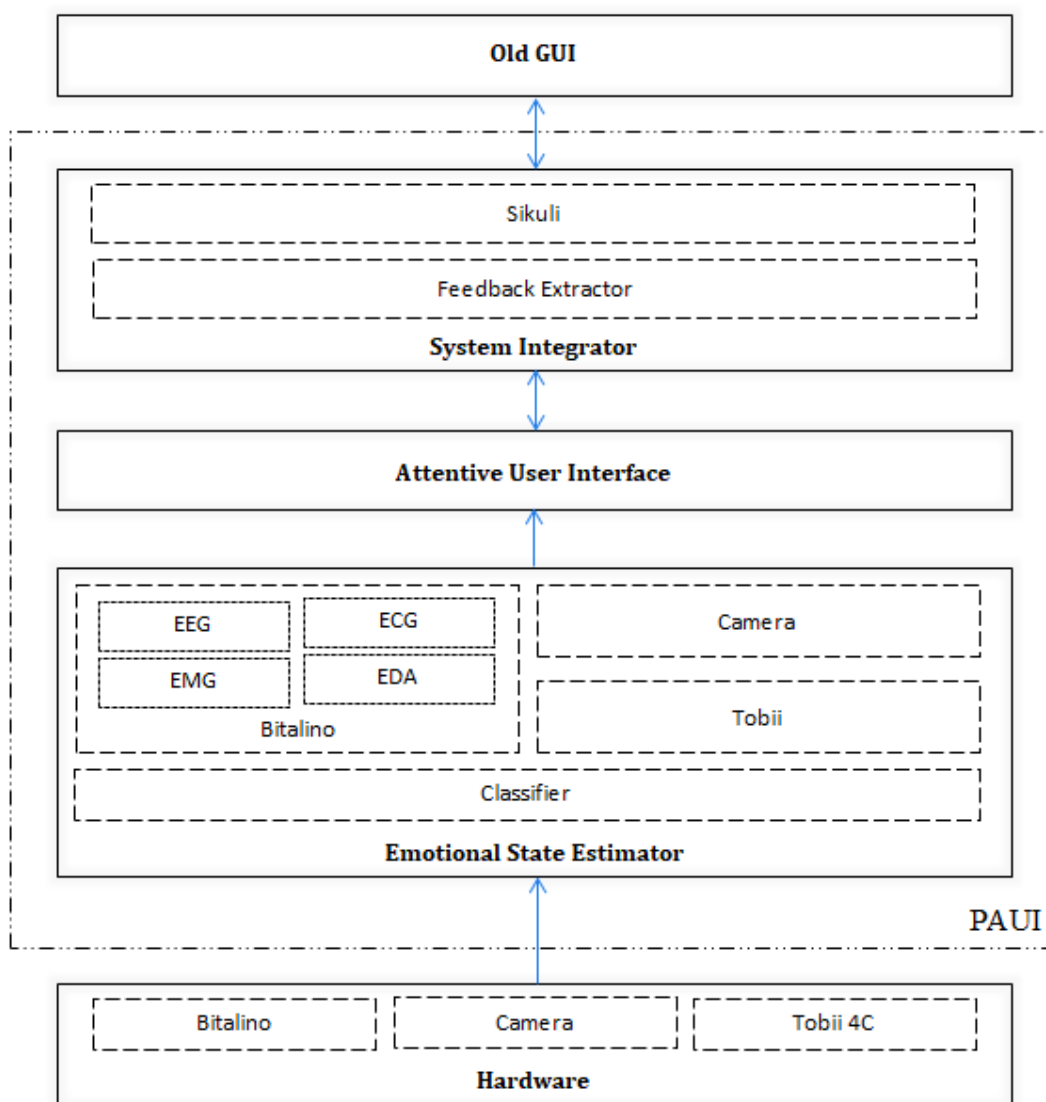 Old GUI
Sikuli
Feedback Extractor
System Integrator
Attentive User Interface
EEG
ECG
EMG
EDA
Bitalino
Camera
Tobii
Classifier
Emotional State Estimator
PAUI
Bitalino
Camera
Tobii 4C
Hardware